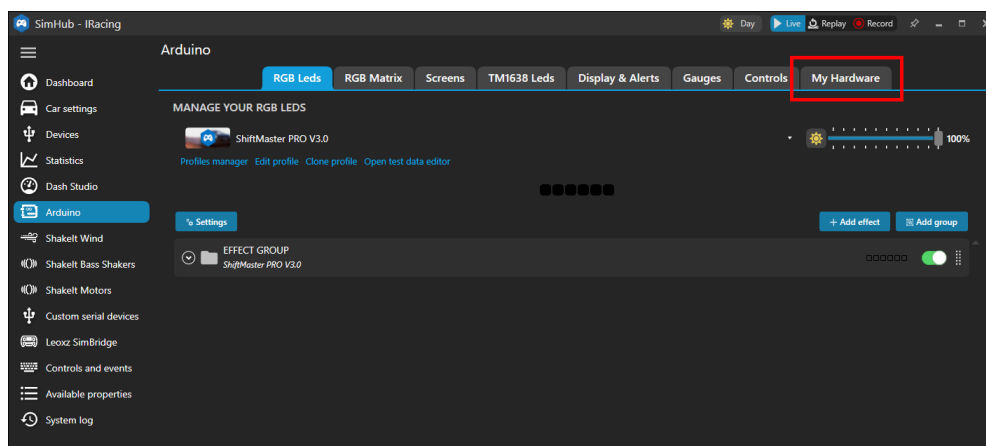 SimHub - IRacing
Day
Live
Replay
Record
Arduino
RGB Leds
RGB Matrix
Screens
TM1638 Leds
Display & Alerts
Gauges
Controls
My Hardware
Dashboard
Car settings
Devices
Statistics
Dash Studio
Arduino
ShakeIt Wind
ShakeIt Bass Shakers
ShakeIt Motors
Custom serial devices
Leoxz SimBridge
Controls and events
Available properties
System log
MANAGE YOUR RGB LEDS
ShiftMaster PRO V3.0
100%
Profiles manager Edit profile Clone profile Open test data editor
Settings
+ Add effect
Add group
EFFECT GROUP
ShiftMaster PRO V3.0